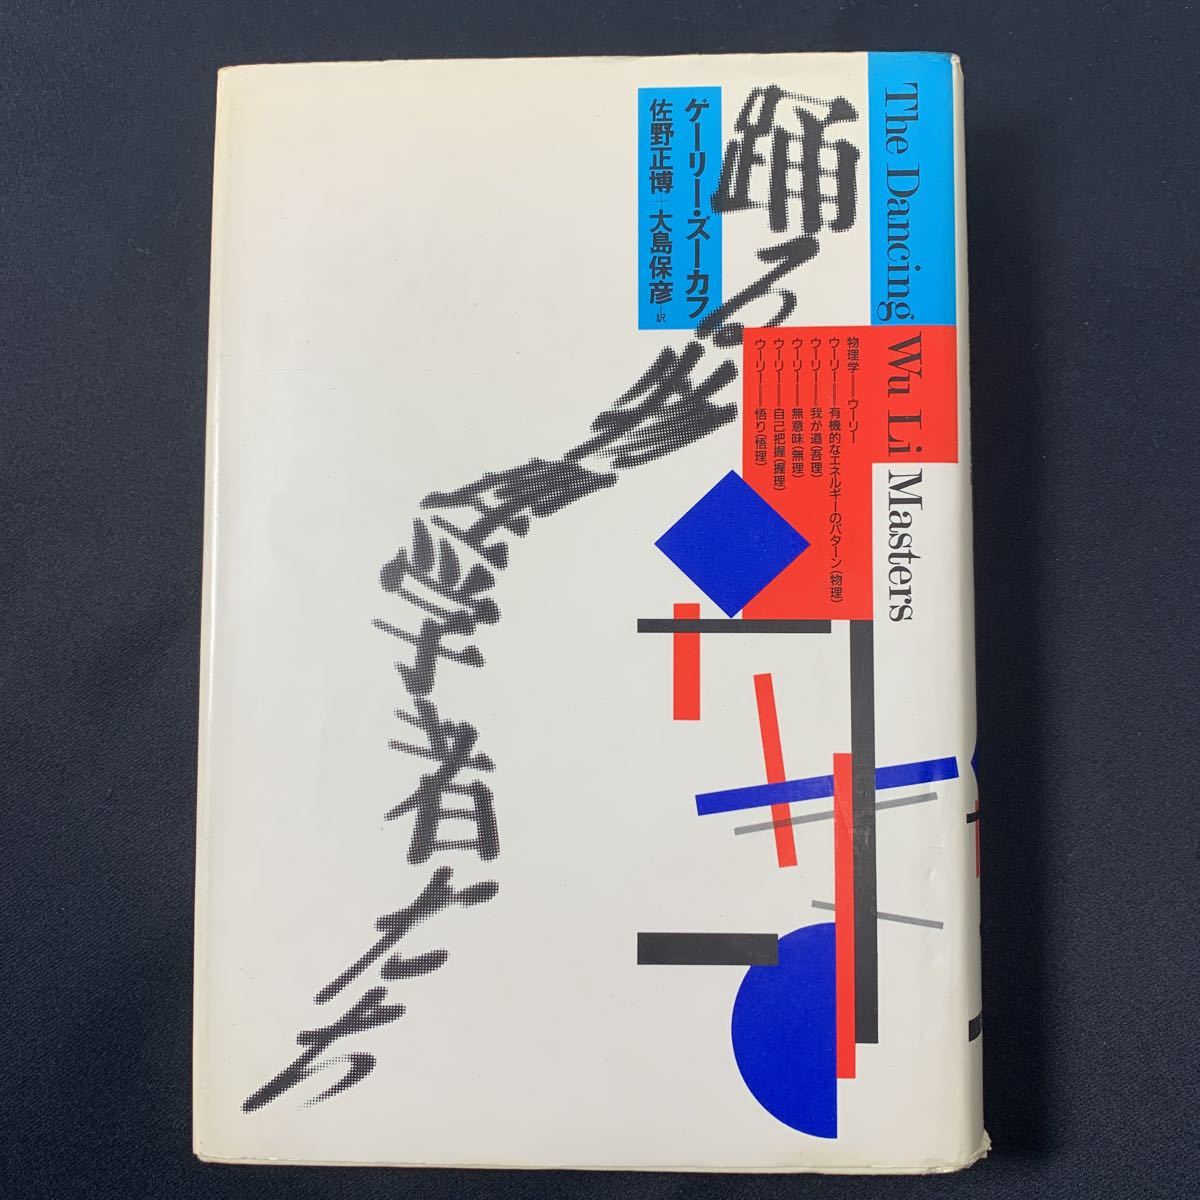 The Dancing Wu Li Masters
踊る物理学者たち
ゲーリー・ズーカフ
佐野正博+大島保彦―訳
物理学――ウーリー
ウーリー――有機的なエネルギーのパターン(物理)
ウーリー――我が道(吾理)
ウーリー――無意味(無理)
ウーリー――自己把握(握理)
ウーリー――悟り(悟理)